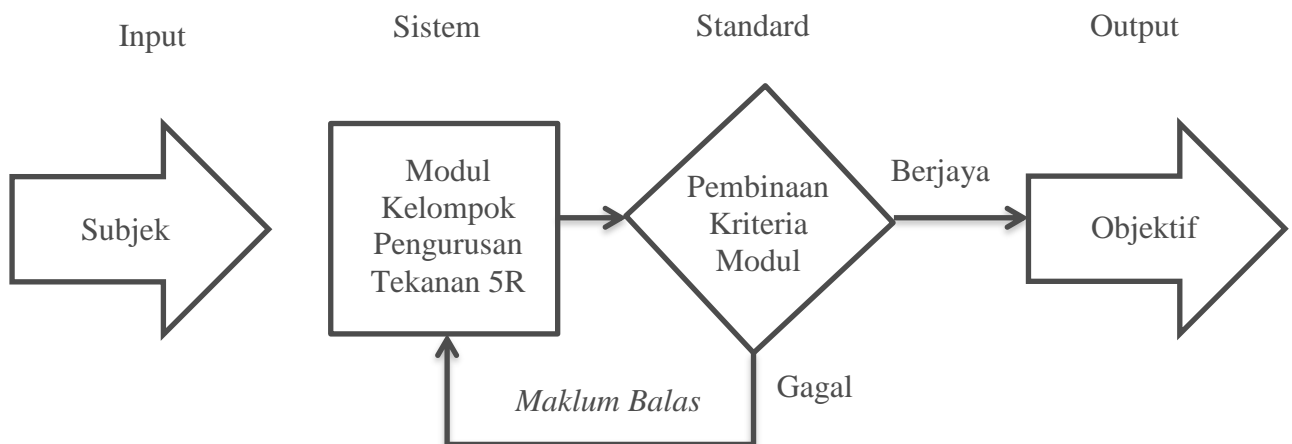 Input
Sistem
Standard
Output
Subjek
Modul
Kelompok
Pengurusan
Tekanan 5R
Pembinaan
Kriteria
Modul
Berjaya
Objektif
Gagal
Maklum Balas